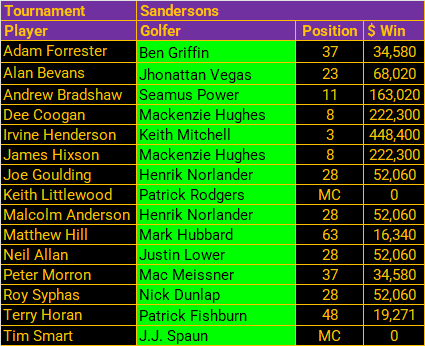 Tournament Sandersons
Player Golfer Position $ Win
Adam Forrester Ben Griffin 37 34,580
Alan Bevans Jhonattan Vegas 23 68,020
Andrew Bradshaw Seamus Power 11 163,020
Dee Coogan Mackenzie Hughes 8 222,300
Irvine Henderson Keith Mitchell 3 448,400
James Hixson Mackenzie Hughes 8 222,300
Joe Goulding Henrik Norlander 28 52,060
Keith Littlewood Patrick Rodgers MC 0
Malcolm Anderson Henrik Norlander 28 52,060
Matthew Hill Mark Hubbard 63 16,340
Neil Allan Justin Lower 28 52,060
Peter Morron Mac Meissner 37 34,580
Roy Syphas Nick Dunlap 28 52,060
Terry Horan Patrick Fishburn 48 19,271
Tim Smart J.J. Spaun MC 0